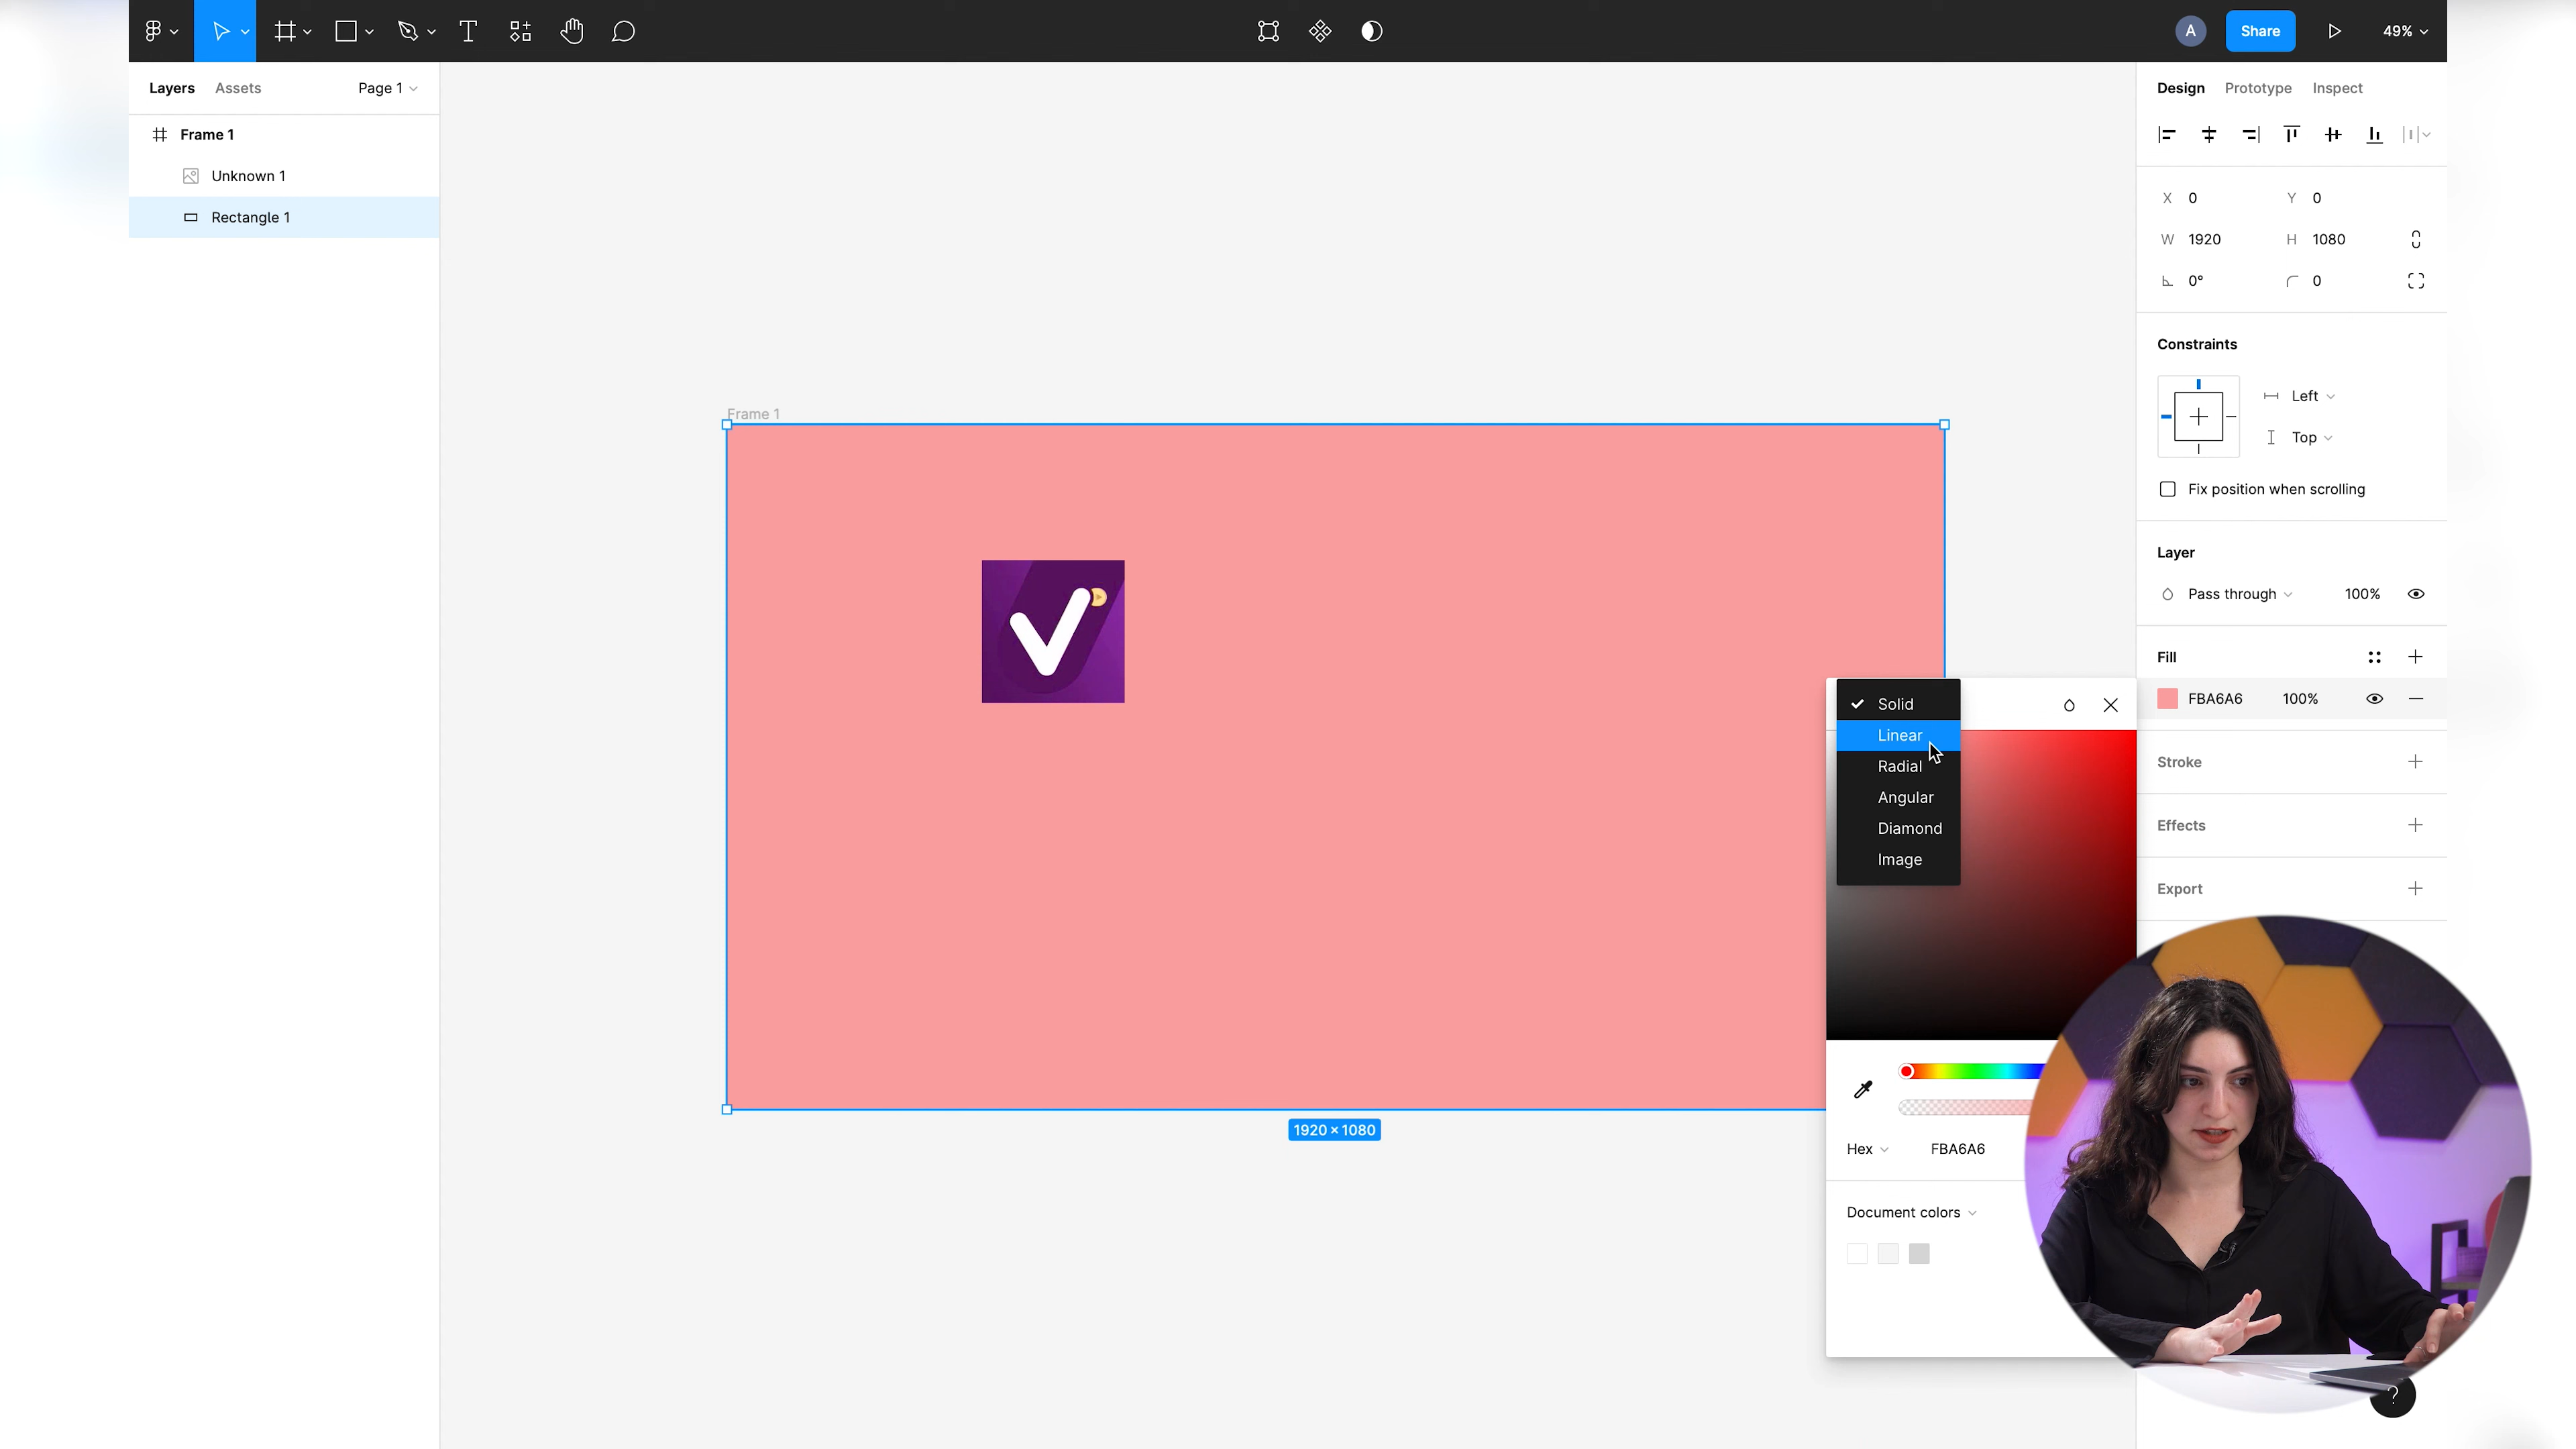 A
Share
49%
Layers
Assets
Page 1
Design
Prototype
Inspect
Frame 1
Unknown 1
Rectangle 1
X 0
Y 0
W 1920
H 1080
0°
0
Constraints
Left
Top
Fix position when scrolling
Layer
Pass through
100%
Frame 1
Fill
FBA6A6
100%
Solid
Linear
Radial
Angular
Diamond
Image
Stroke
Effects
Export
1920 × 1080
Hex
FBA6A6
Document colors
?